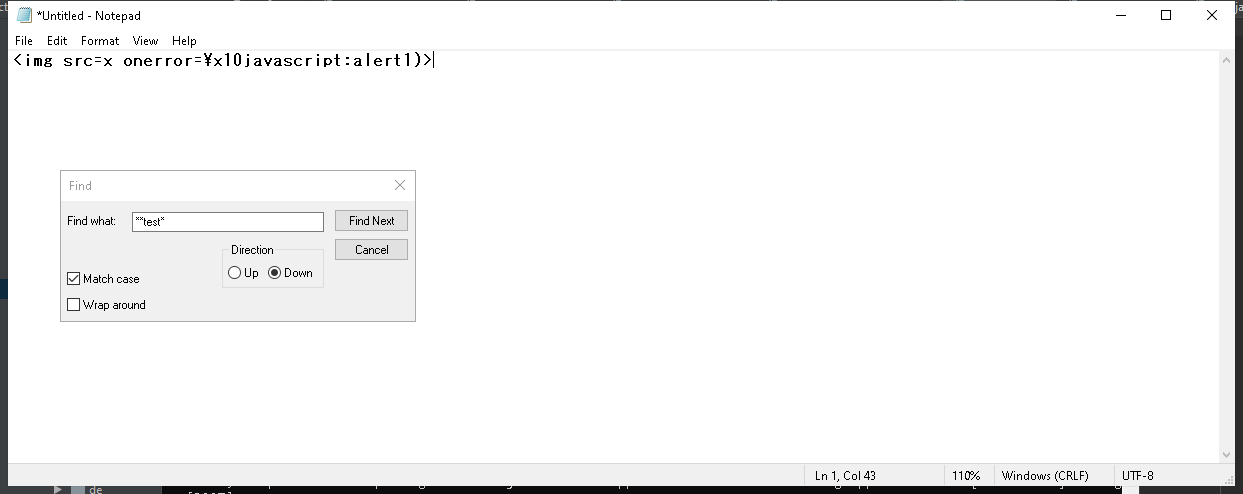 *Untitled - Notepad
File Edit Format View Help
<img src=x onerror=¥x10javascript:alert1)>
Find
Find what: **test* Find Next
Direction Cancel
Up Down
Match case
Wrap around
Ln 1, Col 43 110% Windows (CRLF) UTF-8
de